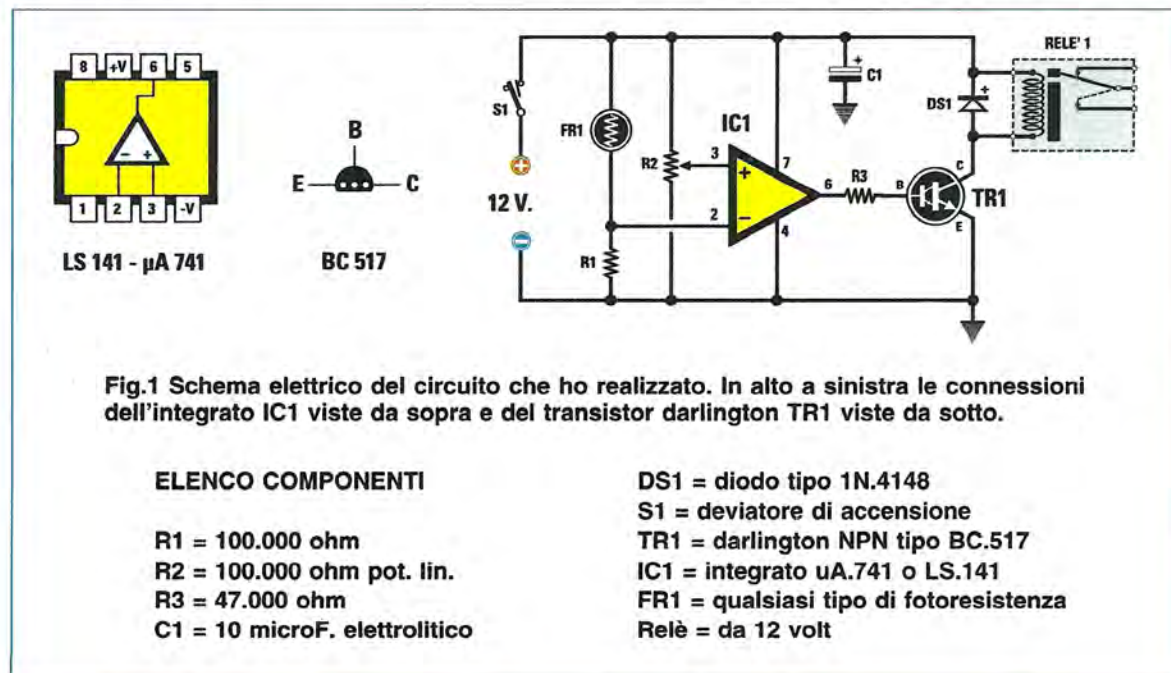 8 +V 6 5
- +
1 2 3 -V
LS 141 - µA 741
B
E C
BC 517
S1
12 V.
FR1
R1
R2
IC1
3
+
2
-
7
4
6
R3
C1
+
DS1
+
RELE' 1
B
C
E
TR1
Fig.1 Schema elettrico del circuito che ho realizzato. In alto a sinistra le connessioni
dell'integrato IC1 viste da sopra e del transistor darlington TR1 viste da sotto.
ELENCO COMPONENTI
R1 = 100.000 ohm
R2 = 100.000 ohm pot. lin.
R3 = 47.000 ohm
C1 = 10 microF. elettrolitico
DS1 = diodo tipo 1N.4148
S1 = deviatore di accensione
TR1 = darlington NPN tipo BC.517
IC1 = integrato uA.741 o LS.141
FR1 = qualsiasi tipo di fotoresistenza
Relè = da 12 volt